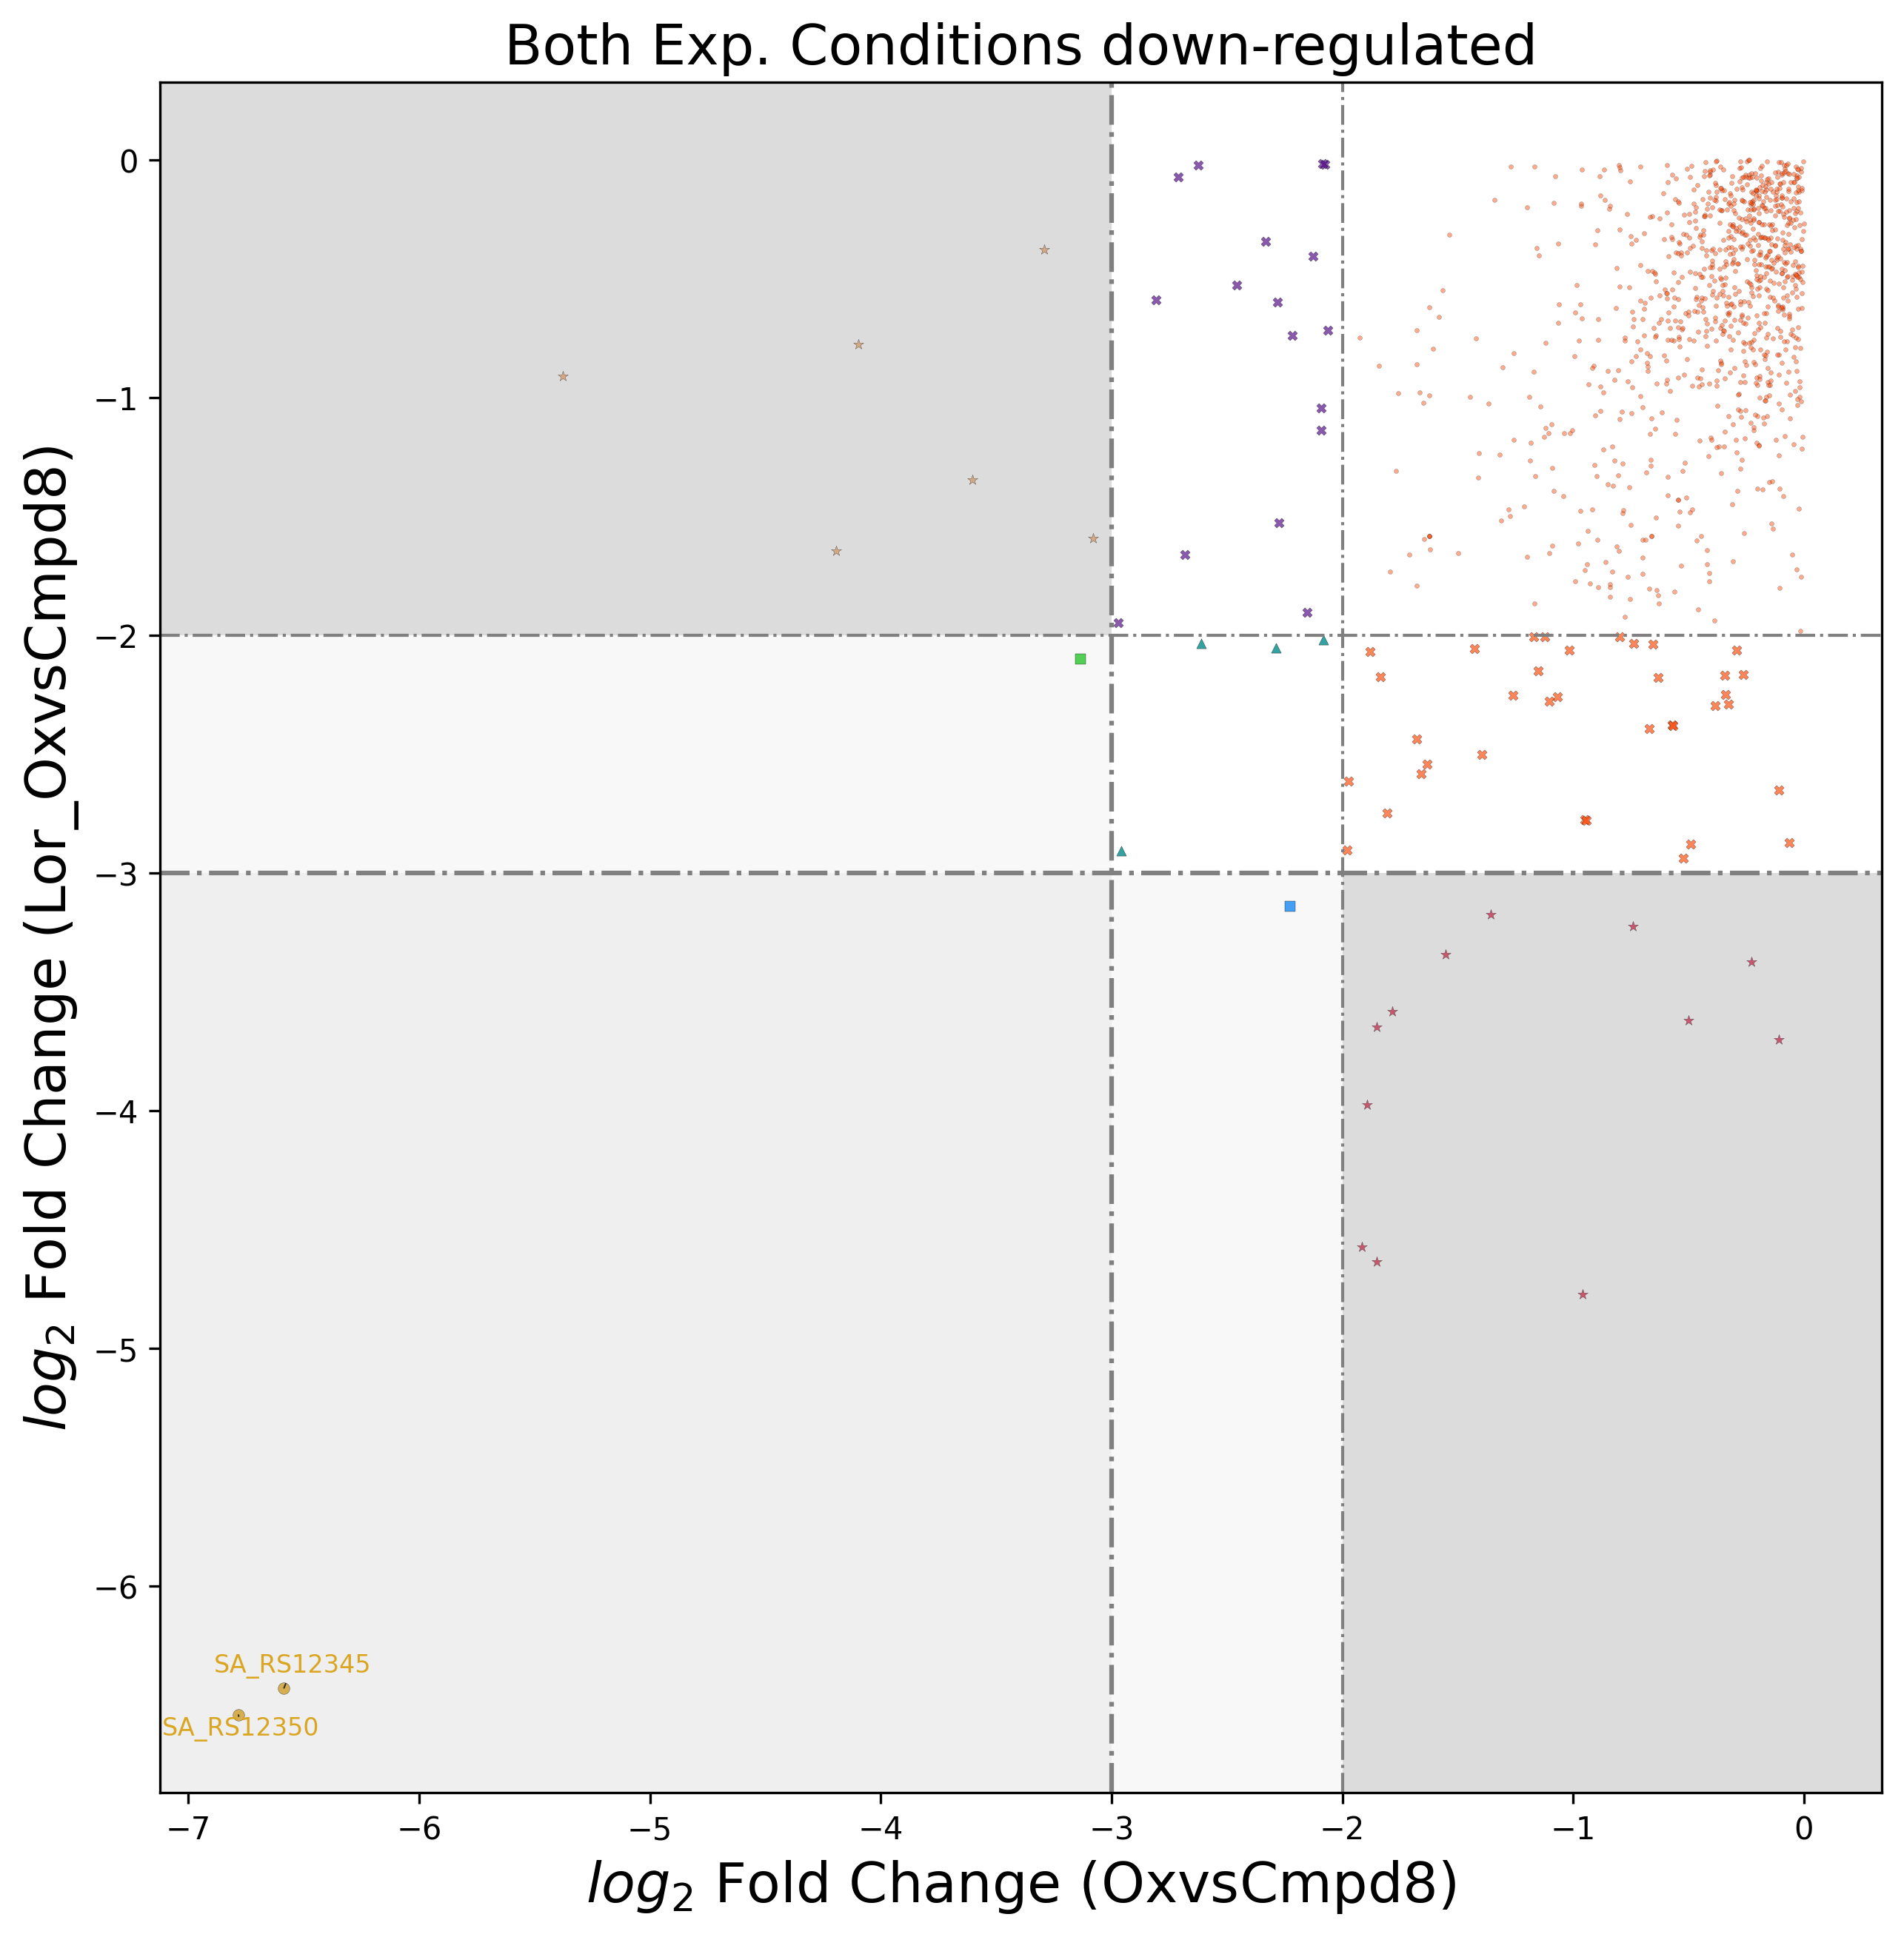 Both Exp. Conditions down-regulated
log₂ Fold Change (Lor_OxvsCmpd8)
0
−1
−2
−3
−4
−5
−6
SA_RS12345
SA_RS12350
−7 −6 −5 −4 −3 −2 −1 0
log₂ Fold Change (OxvsCmpd8)